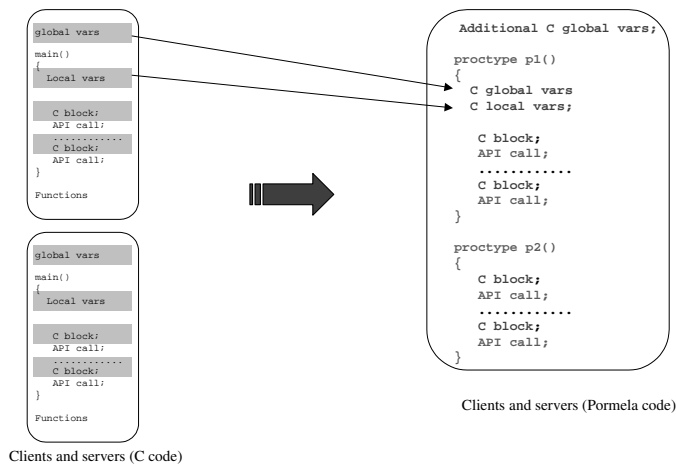 global vars
main()
{
Local vars
C block;
API call;
............
C block;
API call;
}
Functions
global vars
main()
{
Local vars
C block;
API call;
............
C block;
API call;
}
Functions
Clients and servers (C code)
Additional C global vars;
proctype p1()
{
C global vars
C local vars;
C block;
API call;
............
C block;
API call;
}
proctype p2()
{
C block;
API call;
............
C block;
API call;
}
Clients and servers (Pormela code)